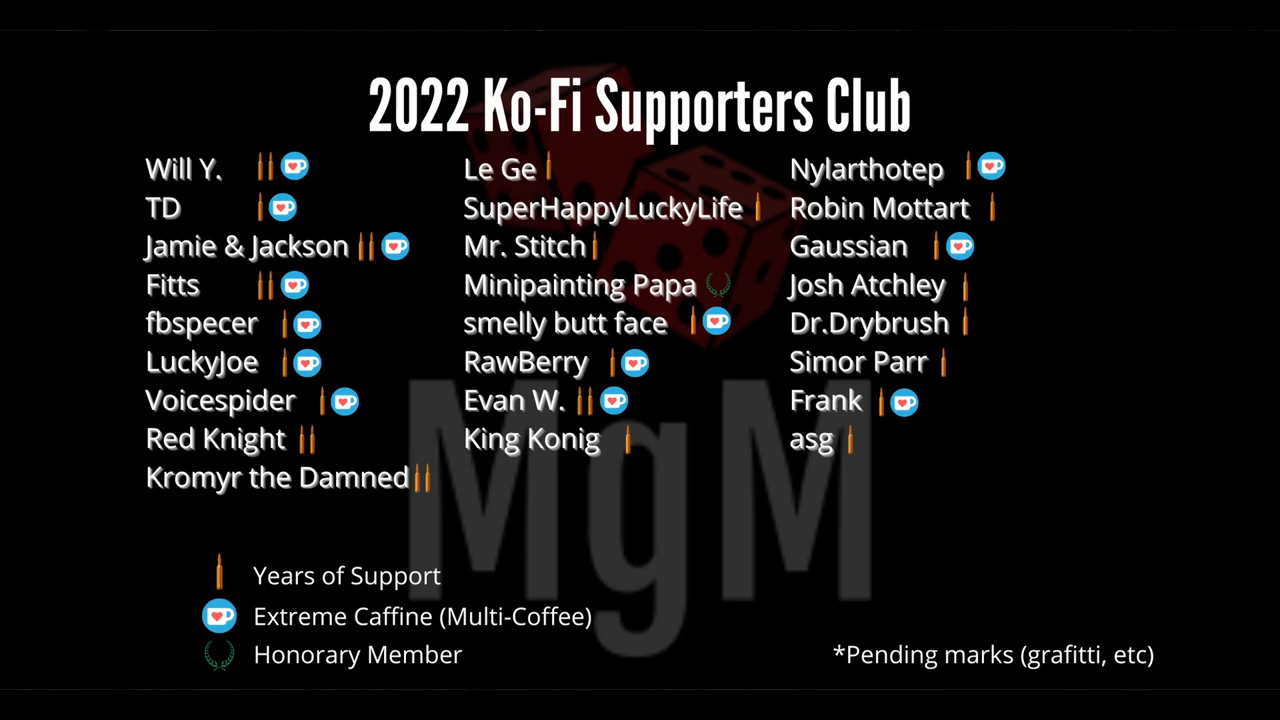 2022 Ko-Fi Supporters Club
Will Y.
TD
Jamie & Jackson
Fitts
fbspecer
LuckyJoe
Voicespider
Red Knight
Kromyr the Damned
Le Ge
SuperHappyLuckyLife
Mr. Stitch
Minipainting Papa
smelly butt face
RawBerry
Evan W.
King Konig
Nylarthotep
Robin Mottart
Gaussian
Josh Atchley
Dr.Drybrush
Simor Parr
Frank
asg
MgM
Years of Support
Extreme Caffine (Multi-Coffee)
Honorary Member
*Pending marks (grafitti, etc)